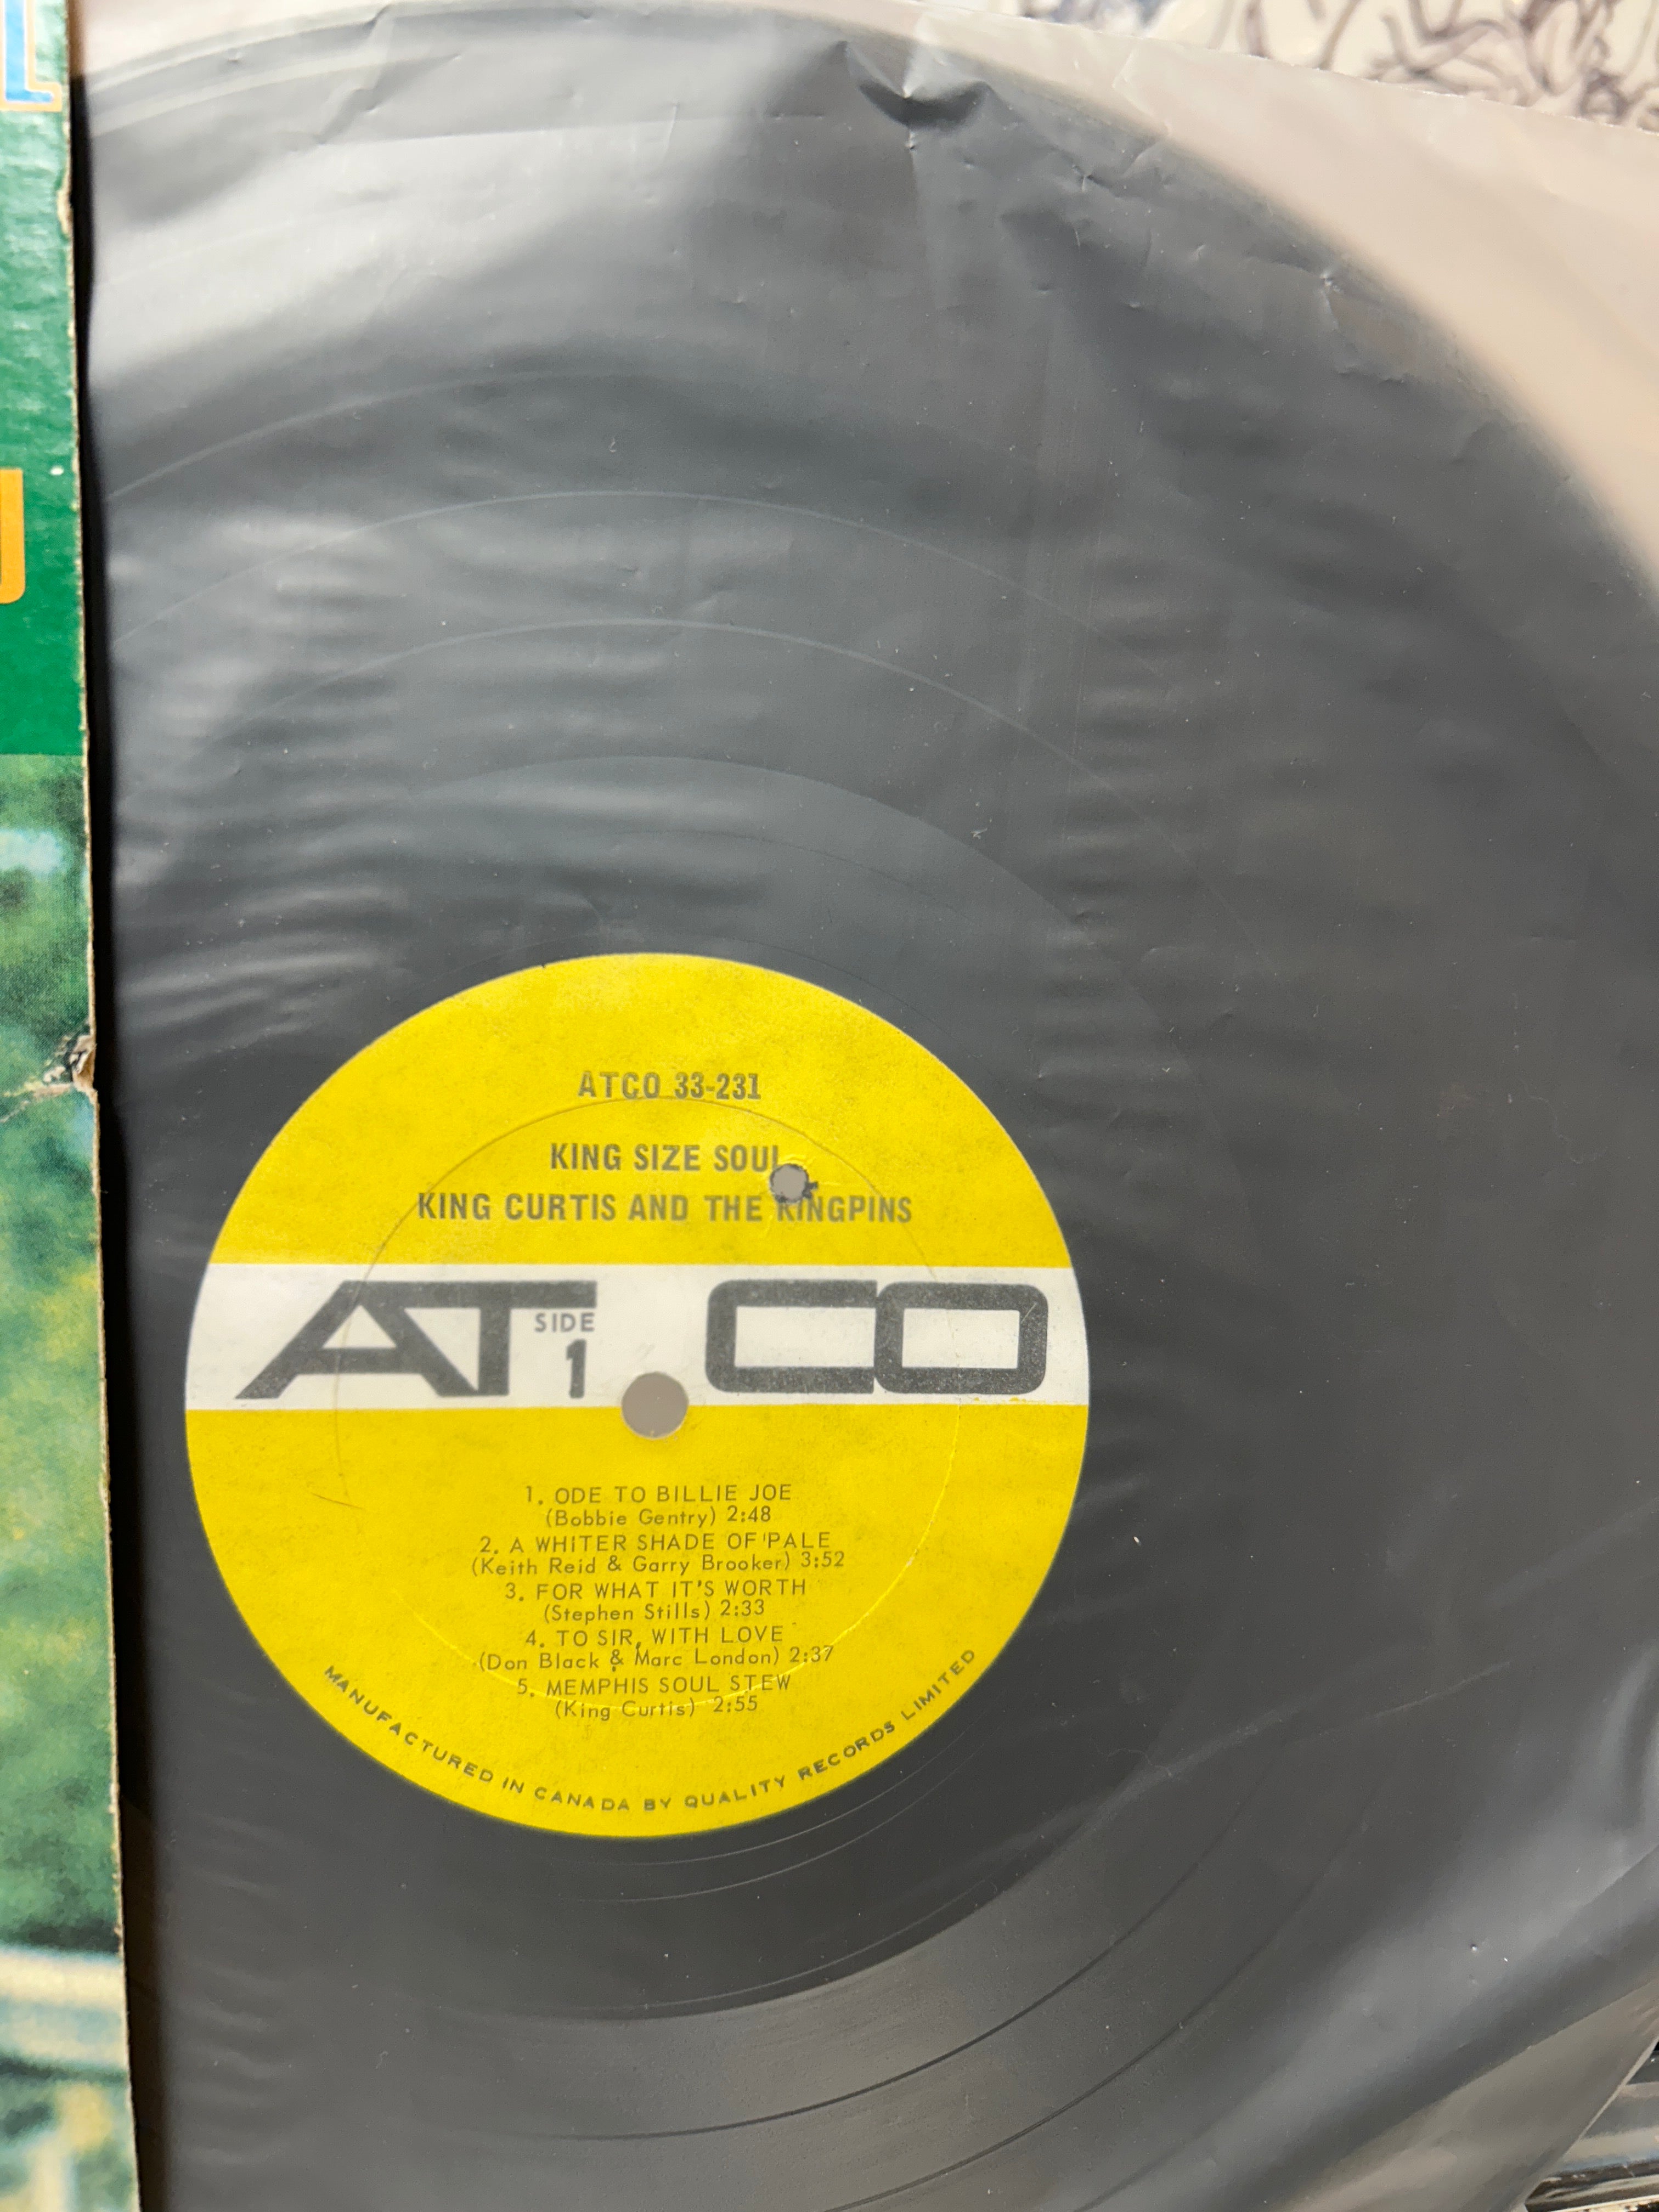 L
J
ATCO 33-231
KING SIZE SOUL
KING CURTIS AND THE KINGPINS
ATCO
SIDE
1
1. ODE TO BILLIE JOE
(Bobbie Gentry) 2:48
2. A WHITER SHADE OF PALE
(Keith Reid & Garry Brooker) 3:52
3. FOR WHAT IT'S WORTH
(Stephen Stills) 2:33
4. TO SIR, WITH LOVE
(Don Black & Marc London) 2:37
5. MEMPHIS SOUL STEW
(King Curtis) 2:55
MANUFACTURED IN CANADA BY QUALITY RECORDS LIMITED